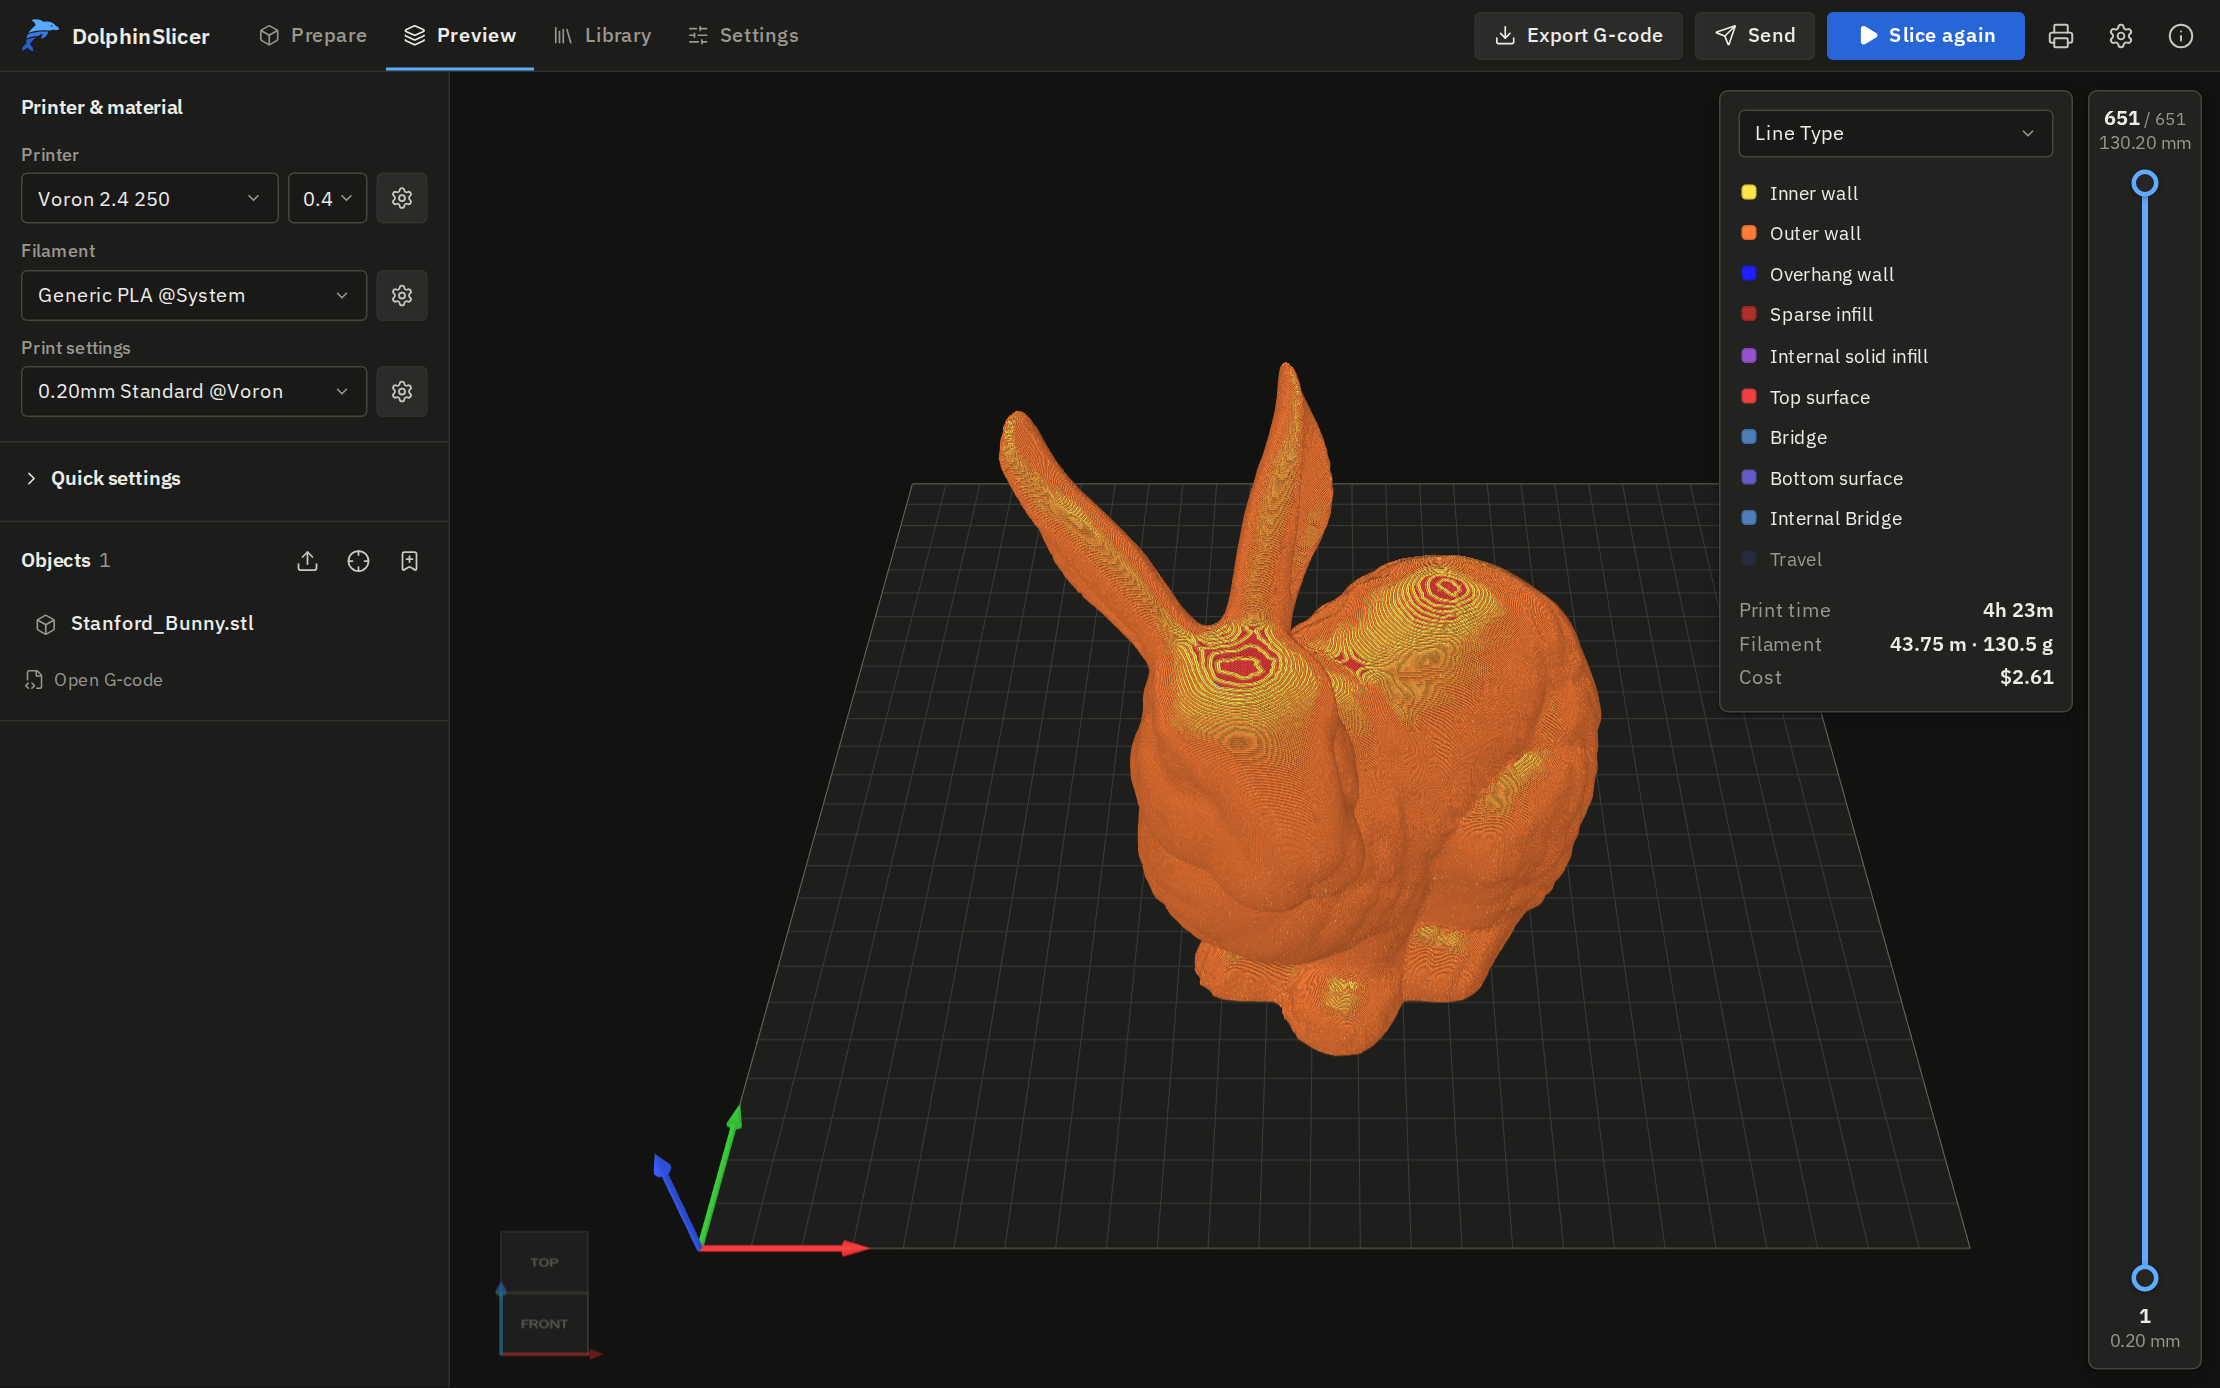 DolphinSlicer
Prepare
Preview
Library
Settings
Export G-code
Send
Slice again
Printer & material
Printer
Voron 2.4 250
0.4
Filament
Generic PLA @System
Print settings
0.20mm Standard @Voron
Quick settings
Objects 1
Stanford_Bunny.stl
Open G-code
Line Type
Inner wall
Outer wall
Overhang wall
Sparse infill
Internal solid infill
Top surface
Bridge
Bottom surface
Internal Bridge
Travel
Print time 4h 23m
Filament 43.75 m · 130.5 g
Cost $2.61
651 / 651
130.20 mm
1
0.20 mm
TOP
FRONT